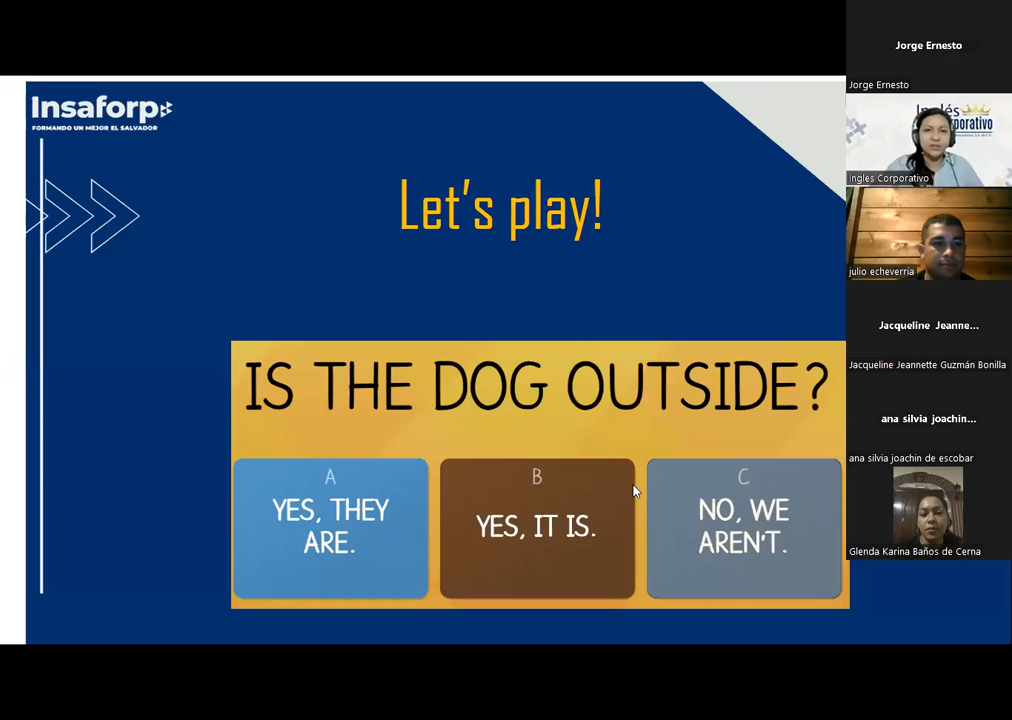 Insaforp
FORMANDO UN MEJOR EL SALVADOR
Let's play!
IS THE DOG OUTSIDE?
A
YES, THEY
ARE.
B
YES, IT IS.
C
NO, WE
AREN'T.
Jorge Ernesto
Jorge Ernesto
Ingles Corporativo
julio echeverria
Jacqueline Jeanne...
Jacqueline Jeannette Guzmán Bonilla
ana silvia joachin...
ana silvia joachin de escobar
Glenda Karina Baños de Cerna